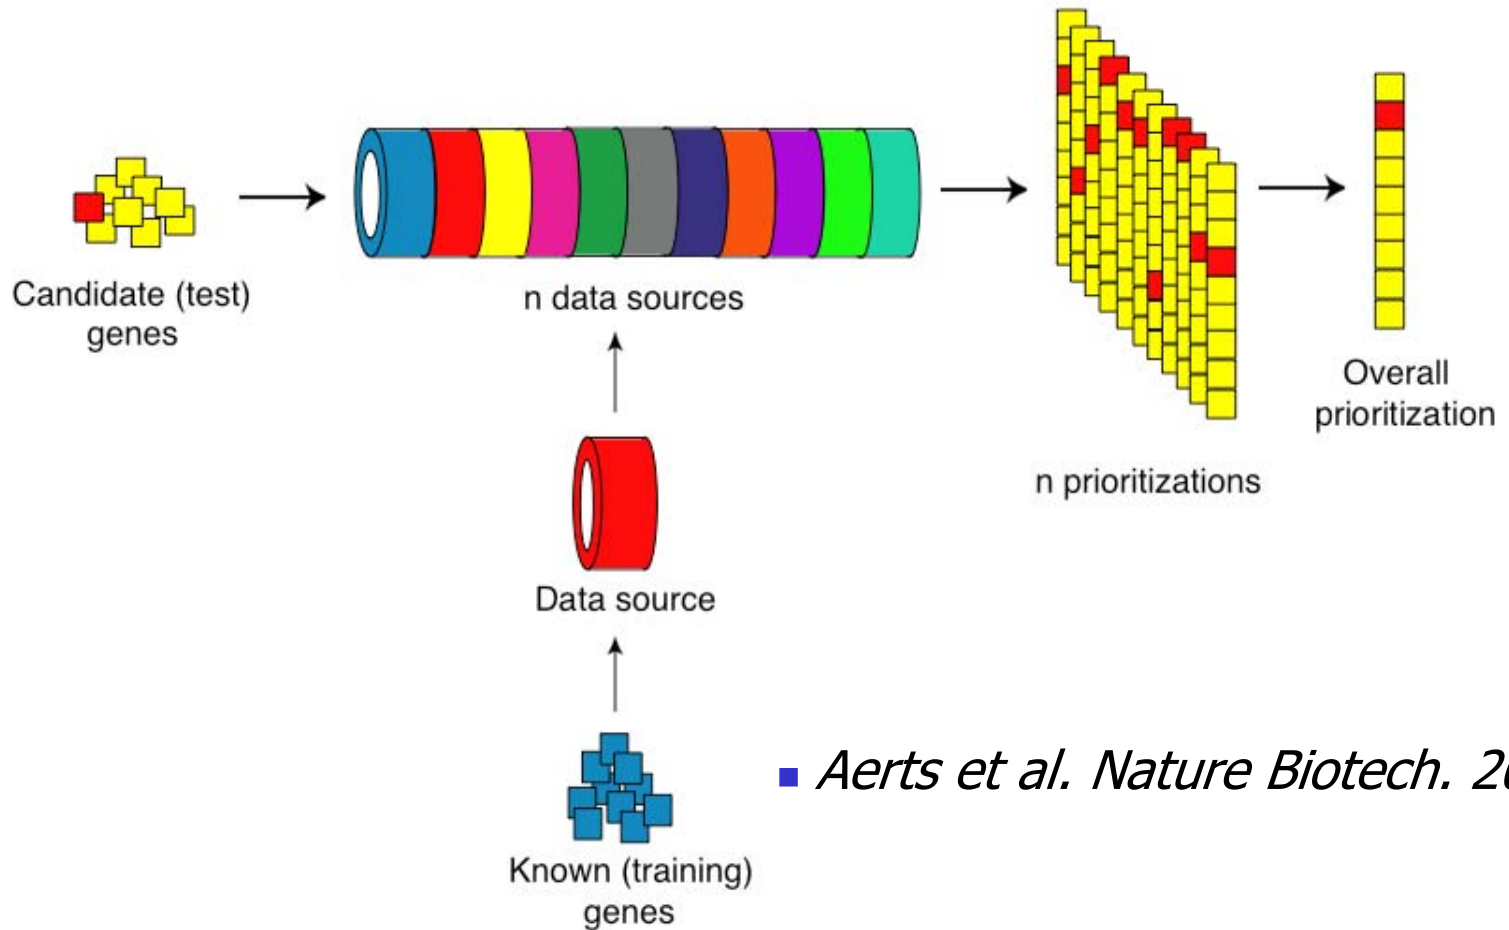 Candidate (test)
genes
n data sources
Overall
prioritization
n prioritizations
Data source
■ Aerts et al. Nature Biotech.
Known (training)
genes